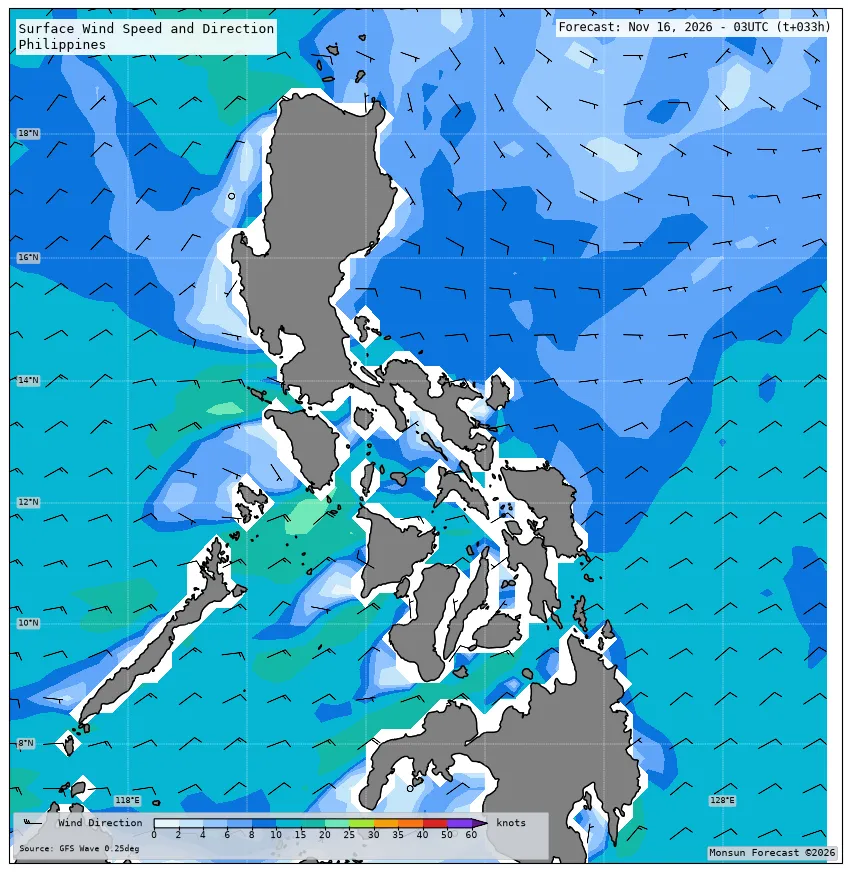 Surface Wind Speed and Direction
Philippines
Forecast: Nov 16, 2026 - 03UTC (t+033h)
18°N
16°N
14°N
12°N
10°N
8°N
118°E
128°E
Wind Direction
knots
0 2 4 6 8 10 15 20 25 30 35 40 50 60
Source: GFS Wave 0.25deg
Monsun Forecast ©2026